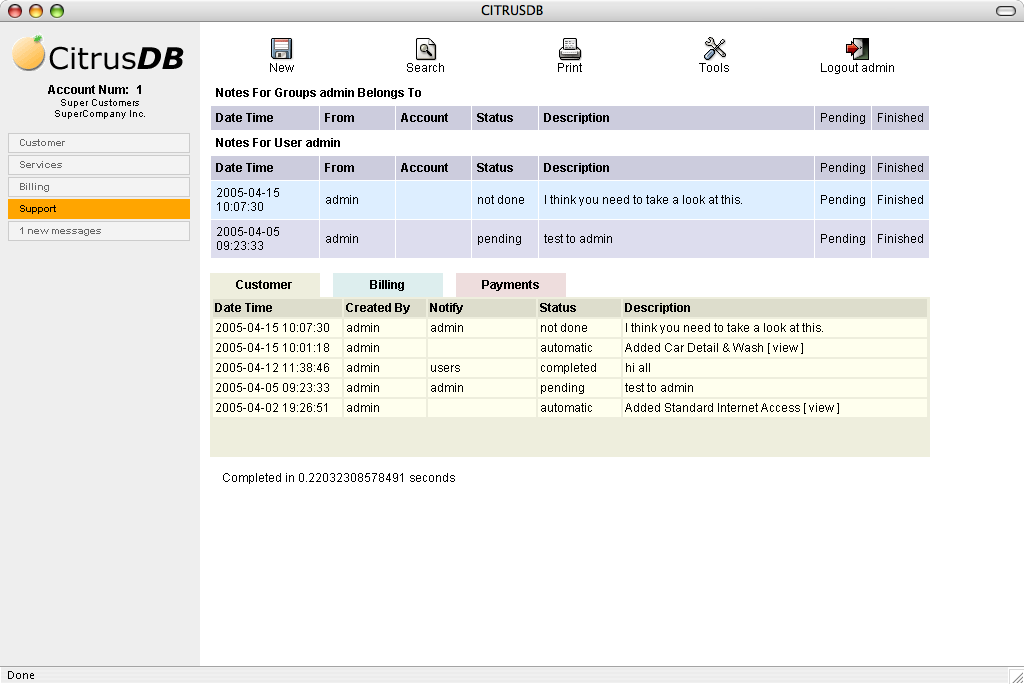 CITRUSDB
CitrusDB
Account Num: 1
Super Customers
SuperCompany Inc.
Customer
Services
Billing
Support
1 new messages
New Search Print Tools Logout admin
Notes For Groups admin Belongs To
Date Time From Account Status Description Pending Finished
Notes For User admin
Date Time From Account Status Description Pending Finished
2005-04-15
10:07:30 admin not done I think you need to take a look at this. Pending Finished
2005-04-05
09:23:33 admin pending test to admin Pending Finished
Customer Billing Payments
Date Time Created By Notify Status Description
2005-04-15 10:07:30 admin admin not done I think you need to take a look at this.
2005-04-15 10:01:18 admin automatic Added Car Detail & Wash [ view ]
2005-04-12 11:38:46 admin users completed hi all
2005-04-05 09:23:33 admin admin pending test to admin
2005-04-02 19:26:51 admin automatic Added Standard Internet Access [ view ]
Completed in 0.22032308578491 seconds
Done